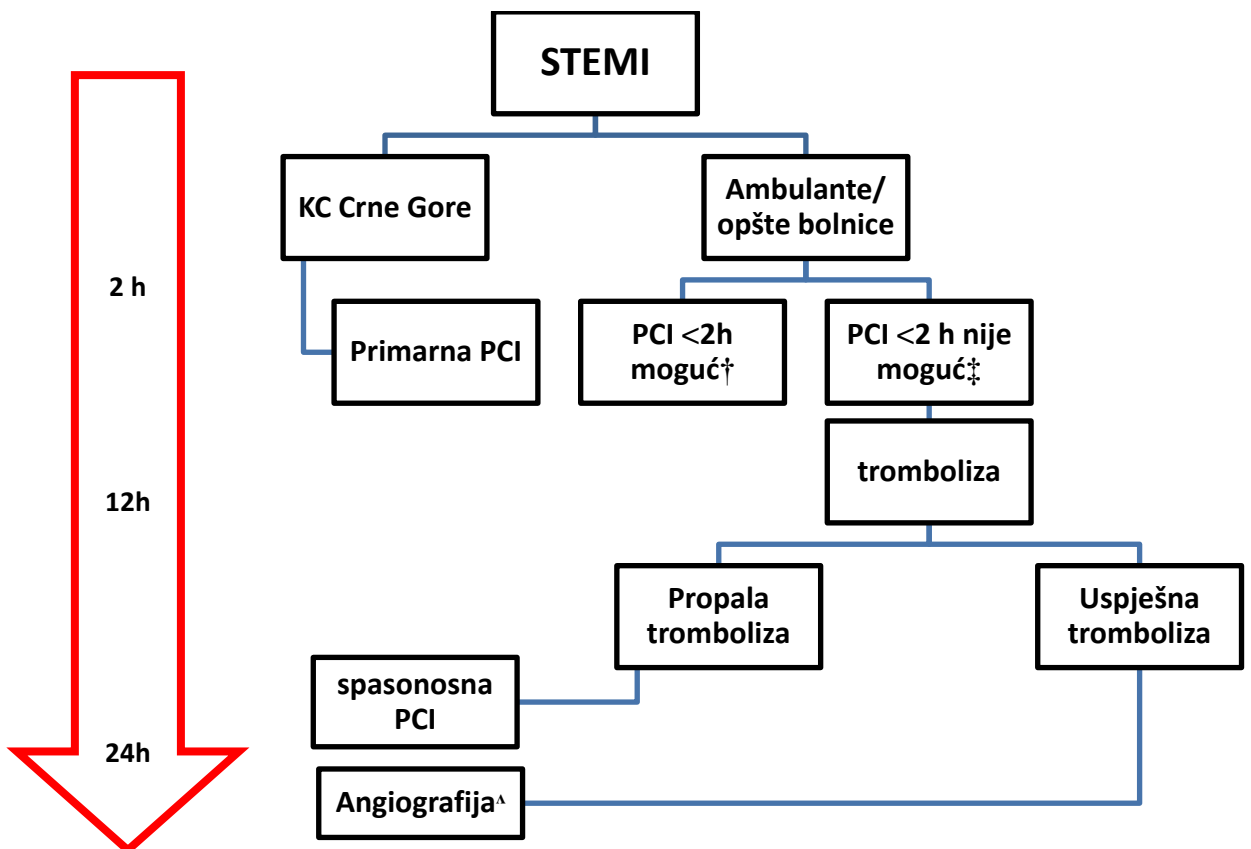 STEMI
KC Crne Gore
Ambulante/
opšte bolnice
2 h
Primarna PCI
PCI <2h
moguć†
PCI <2 h nije
moguć‡
12h
tromboliza
Propala
tromboliza
Uspješna
tromboliza
spasonosna
PCI
24h
Angiografija^